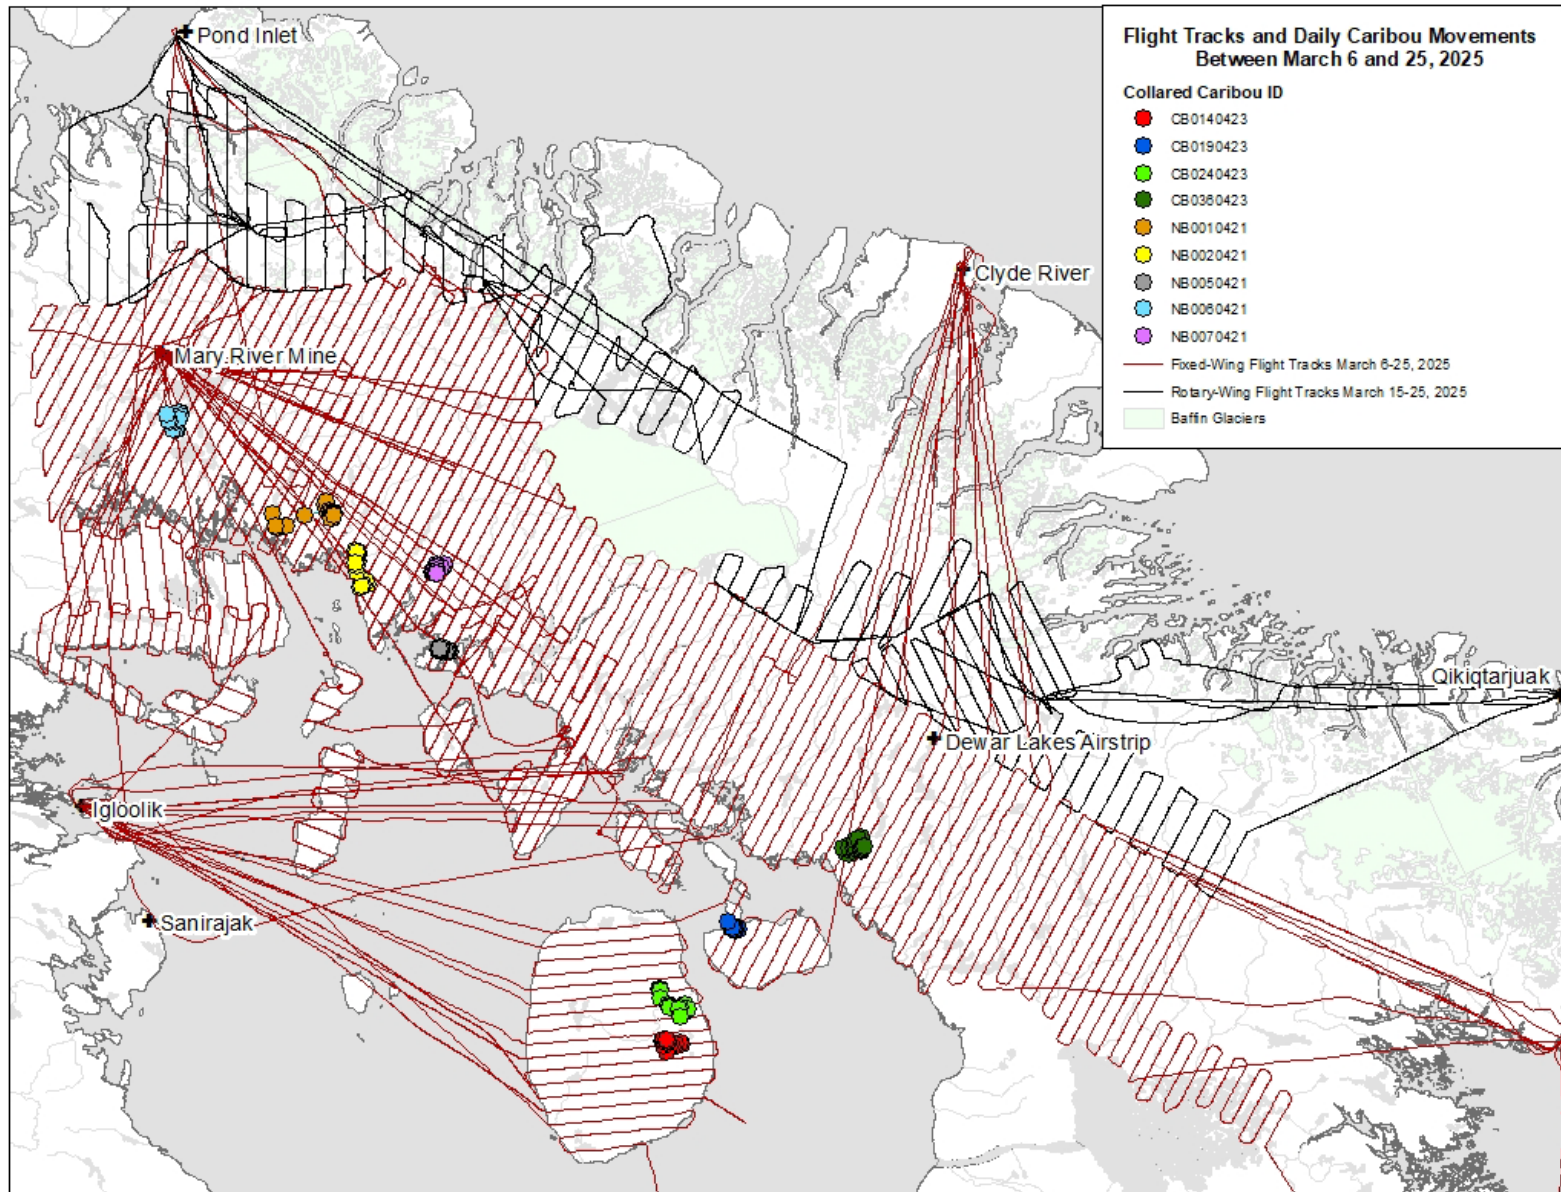 Flight Tracks and Daily Caribou Movements
Between March 6 and 25, 2025
Collared Caribou ID
CB0140423
CB0190423
CB0240423
CB0360423
NB0010421
NB0020421
NB0050421
NB0060421
NB0070421
Fixed-Wing Flight Tracks March 6-25, 2025
Rotary-Wing Flight Tracks March 15-25, 2025
Baffin Glaciers
Pond Inlet
Clyde River
Mary River Mine
Qikiqtarjuak
Dewar Lakes Airstrip
Igloolik
Sanirajak